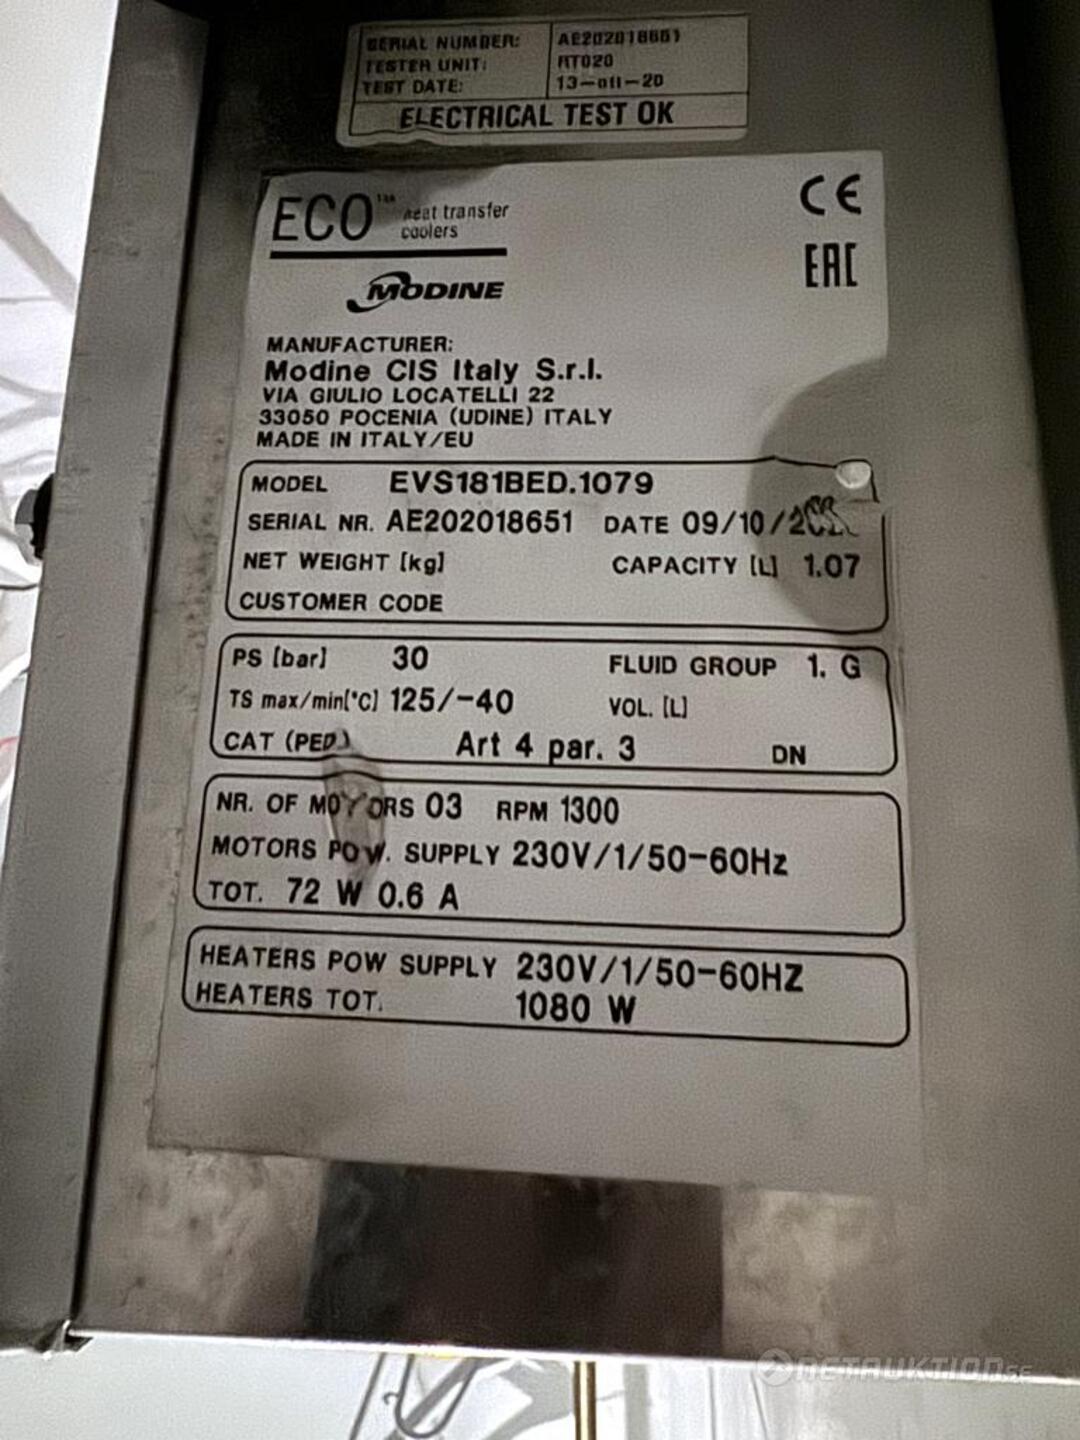 SERIAL NUMBER: AE202018651
TESTER UNIT: RT020
TEST DATE: 13-ott-20
ELECTRICAL TEST OK
ECO heat transfer
coolers
MODINE
CE
EAC
MANUFACTURER:
Modine CIS Italy S.r.l.
VIA GIULIO LOCATELLI 22
33050 POCENIA (UDINE) ITALY
MADE IN ITALY/EU
MODEL EVS181BED.1079
SERIAL NR. AE202018651 DATE 09/10/
NET WEIGHT [kg] CAPACITY [L] 1.07
CUSTOMER CODE
PS [bar] 30 FLUID GROUP 1. G
TS max/min[°C] 125/-40 VOL. [L]
CAT (PED) Art 4 par. 3 DN
NR. OF MOTORS 03 RPM 1300
MOTORS POW. SUPPLY 230V/1/50-60Hz
TOT. 72 W 0.6 A
HEATERS POW SUPPLY 230V/1/50-60HZ
HEATERS TOT. 1080 W
NETAUKTION.SE